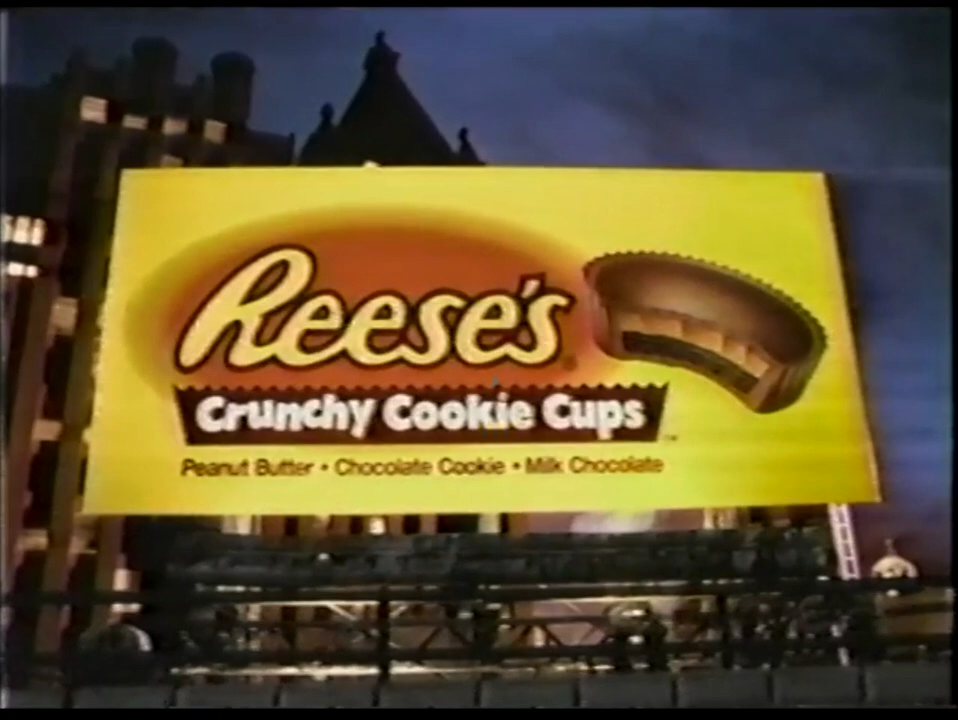 Reese's
Crunchy Cookie Cups
Peanut Butter • Chocolate Cookie • Milk Chocolate